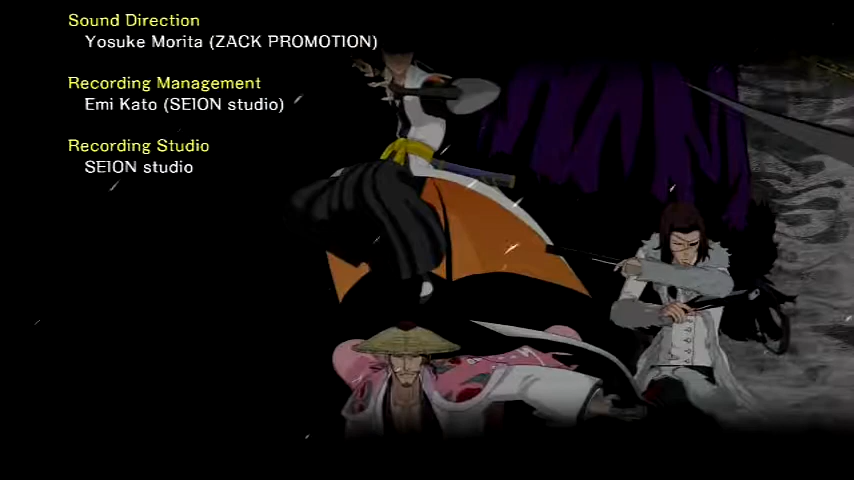 Sound Direction
Yosuke Morita (ZACK PROMOTION)
Recording Management
Emi Kato (SEION studio)
Recording Studio
SEION studio